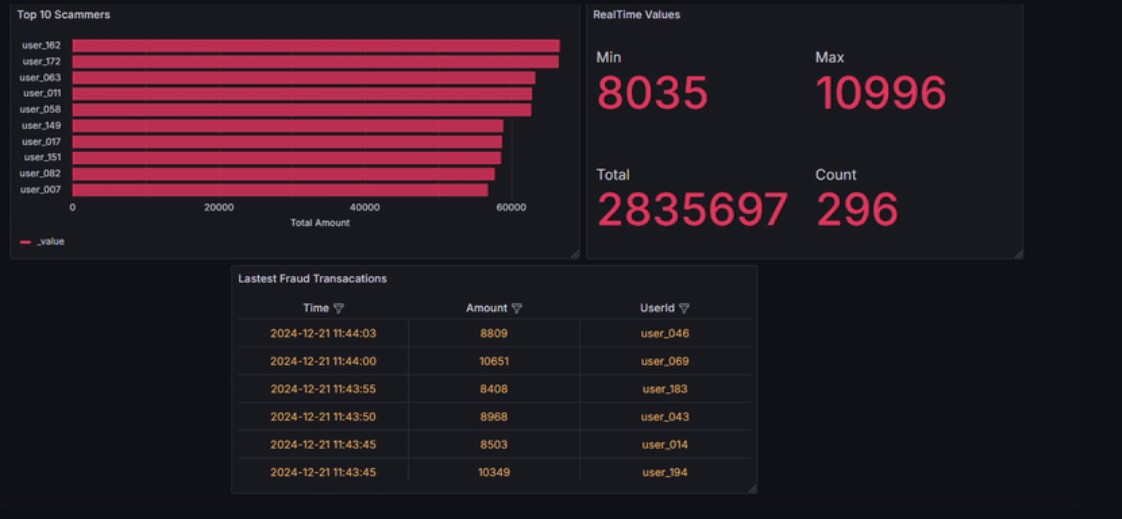 Top 10 Scammers
user_162
user_172
user_063
user_011
user_058
user_149
user_017
user_151
user_082
user_007
0 20000 40000 60000
Total Amount
_value
RealTime Values
Min Max
8035 10996
Total Count
2835697 296
Lastest Fraud Transacations
Time Amount UserId
2024-12-21 11:44:03 8809 user_046
2024-12-21 11:44:00 10651 user_069
2024-12-21 11:43:55 8408 user_183
2024-12-21 11:43:50 8968 user_043
2024-12-21 11:43:45 8503 user_014
2024-12-21 11:43:45 10349 user_194